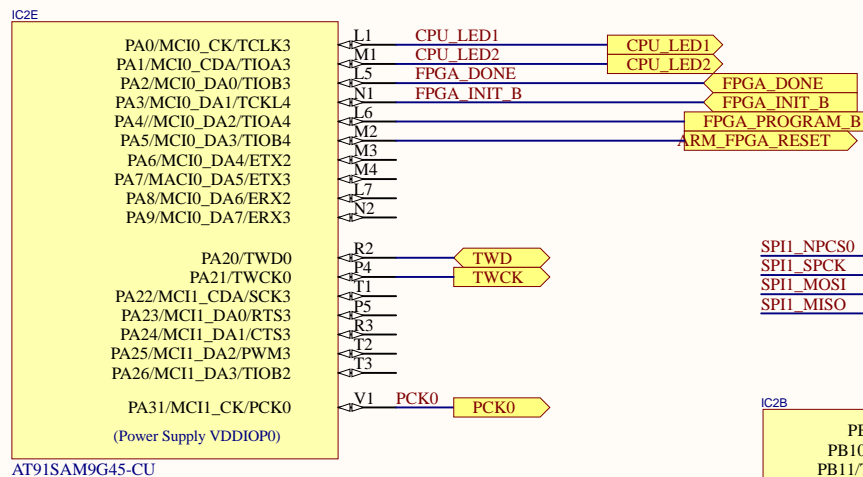 IC2E
PA0/MCI0_CK/TCLK3 L1 CPU_LED1 CPU_LED1
PA1/MCI0_CDA/TIOA3 M1 CPU_LED2 CPU_LED2
PA2/MCI0_DA0/TIOB3 L5 FPGA_DONE FPGA_DONE
PA3/MCI0_DA1/TCKL4 N1 FPGA_INIT_B FPGA_INIT_B
PA4//MCI0_DA2/TIOA4 L6 FPGA_PROGRAM_B
PA5/MCI0_DA3/TIOB4 M2 ARM_FPGA_RESET
PA6/MCI0_DA4/ETX2 M3
PA7/MACI0_DA5/ETX3 M4
PA8/MCI0_DA6/ERX2 L7
PA9/MCI0_DA7/ERX3 N2
PA20/TWD0 R2 TWD
PA21/TWCK0 P4 TWCK
PA22/MCI1_CDA/SCK3 T1
PA23/MCI1_DA0/RTS3 P5
PA24/MCI1_DA1/CTS3 R3
PA25/MCI1_DA2/PWM3 T2
PA26/MCI1_DA3/TIOB2 T3
PA31/MCI1_CK/PCK0 V1 PCK0 PCK0
(Power Supply VDDIOP0)
AT91SAM9G45-CU
SPI1_NPCS0
SPI1_SPCK
SPI1_MOSI
SPI1_MISO
IC2B
PB10
PB11/